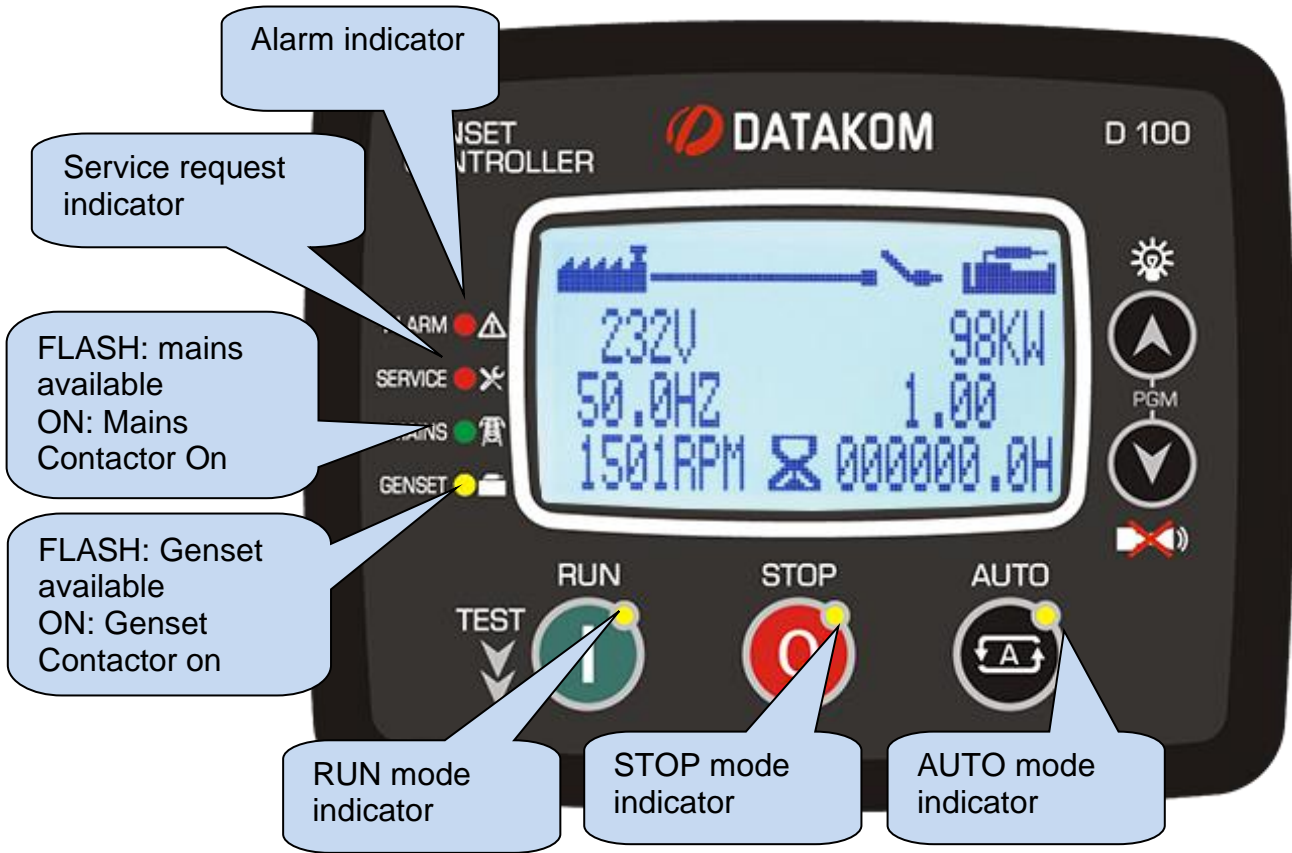 Alarm indicator
DATAKOM
D 100
NSET
NTROLLER
Service request
indicator
232V
98KW
ARM
FLASH: mains
available
ON: Mains
Contactor On
SERVICE
50.0HZ
1.00
PGM
AINS
1501RPM
000000.0H
GENSET
FLASH: Genset
available
ON: Genset
Contactor on
RUN
STOP
AUTO
TEST
I
O
A
RUN mode
indicator
STOP mode
indicator
AUTO mode
indicator